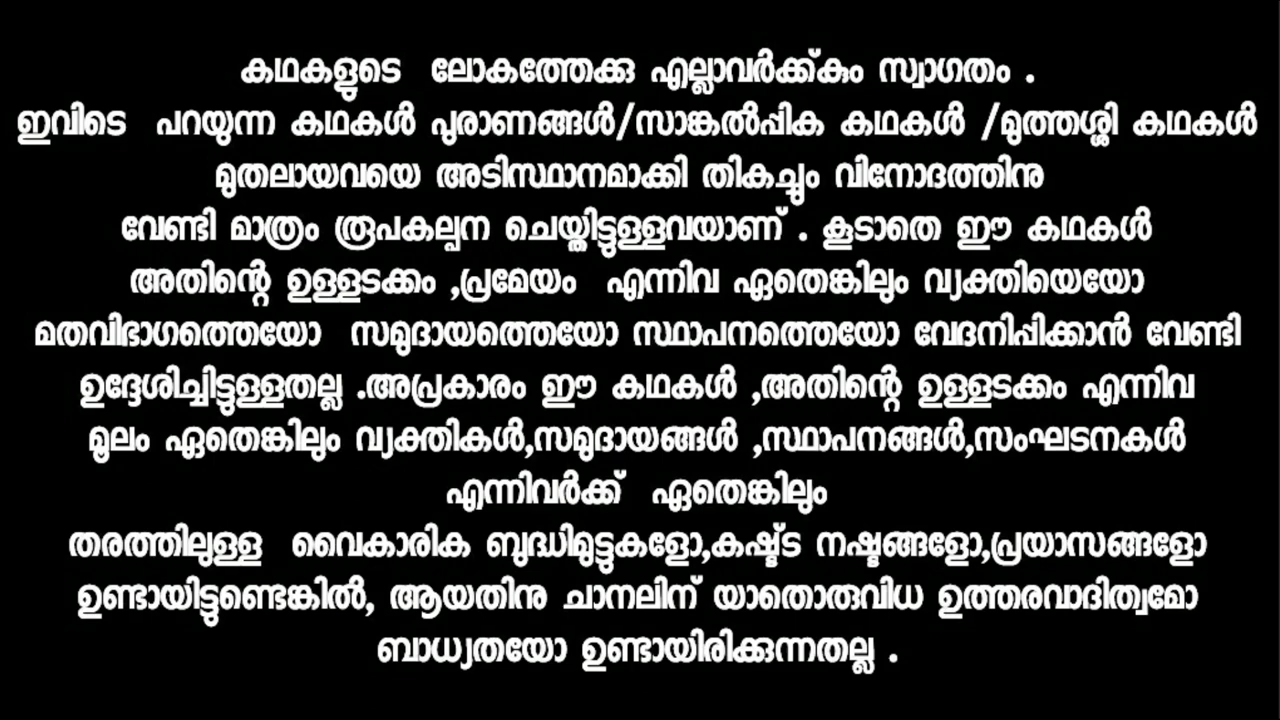 കഥകളുടെ ലോകത്തേക്കു എല്ലാവർക്ക്കും സ്വാഗതം .
ഇവിടെ പറയുന്ന കഥകൾ പുരാണങ്ങൾ/സാങ്കൽപ്പിക കഥകൾ /മുത്തശ്ശി കഥകൾ
മുതലായവയെ അടിസ്ഥാനമാക്കി തികച്ചും വിനോദത്തിനു
വേണ്ടി മാത്രം രൂപകല്പന ചെയ്തിട്ടുള്ളവയാണ് . കൂടാതെ ഈ കഥകൾ
അതിന്റെ ഉള്ളടക്കം ,പ്രമേയം എന്നിവ ഏതെങ്കിലും വ്യക്തിയെയോ
മതവിഭാഗത്തെയോ സമുദായത്തെയോ സ്ഥാപനത്തെയോ വേദനിപ്പിക്കാൻ വേണ്ടി
ഉദ്ദേശിച്ചിട്ടുള്ളതല്ല .അപ്രകാരം ഈ കഥകൾ ,അതിന്റെ ഉള്ളടക്കം എന്നിവ
മൂലം ഏതെങ്കിലും വ്യക്തികൾ,സമുദായങ്ങൾ ,സ്ഥാപനങ്ങൾ,സംഘടനകൾ
എന്നിവർക്ക് ഏതെങ്കിലും
തരത്തിലുള്ള വൈകാരിക ബുദ്ധിമുട്ടുകളോ,കഷ്ട്ട നഷ്ടങ്ങളോ,പ്രയാസങ്ങളോ
ഉണ്ടായിട്ടുണ്ടെങ്കിൽ, ആയതിനു ചാനലിന് യാതൊരുവിധ ഉത്തരവാദിത്വമോ
ബാധ്യതയോ ഉണ്ടായിരിക്കുന്നതല്ല .